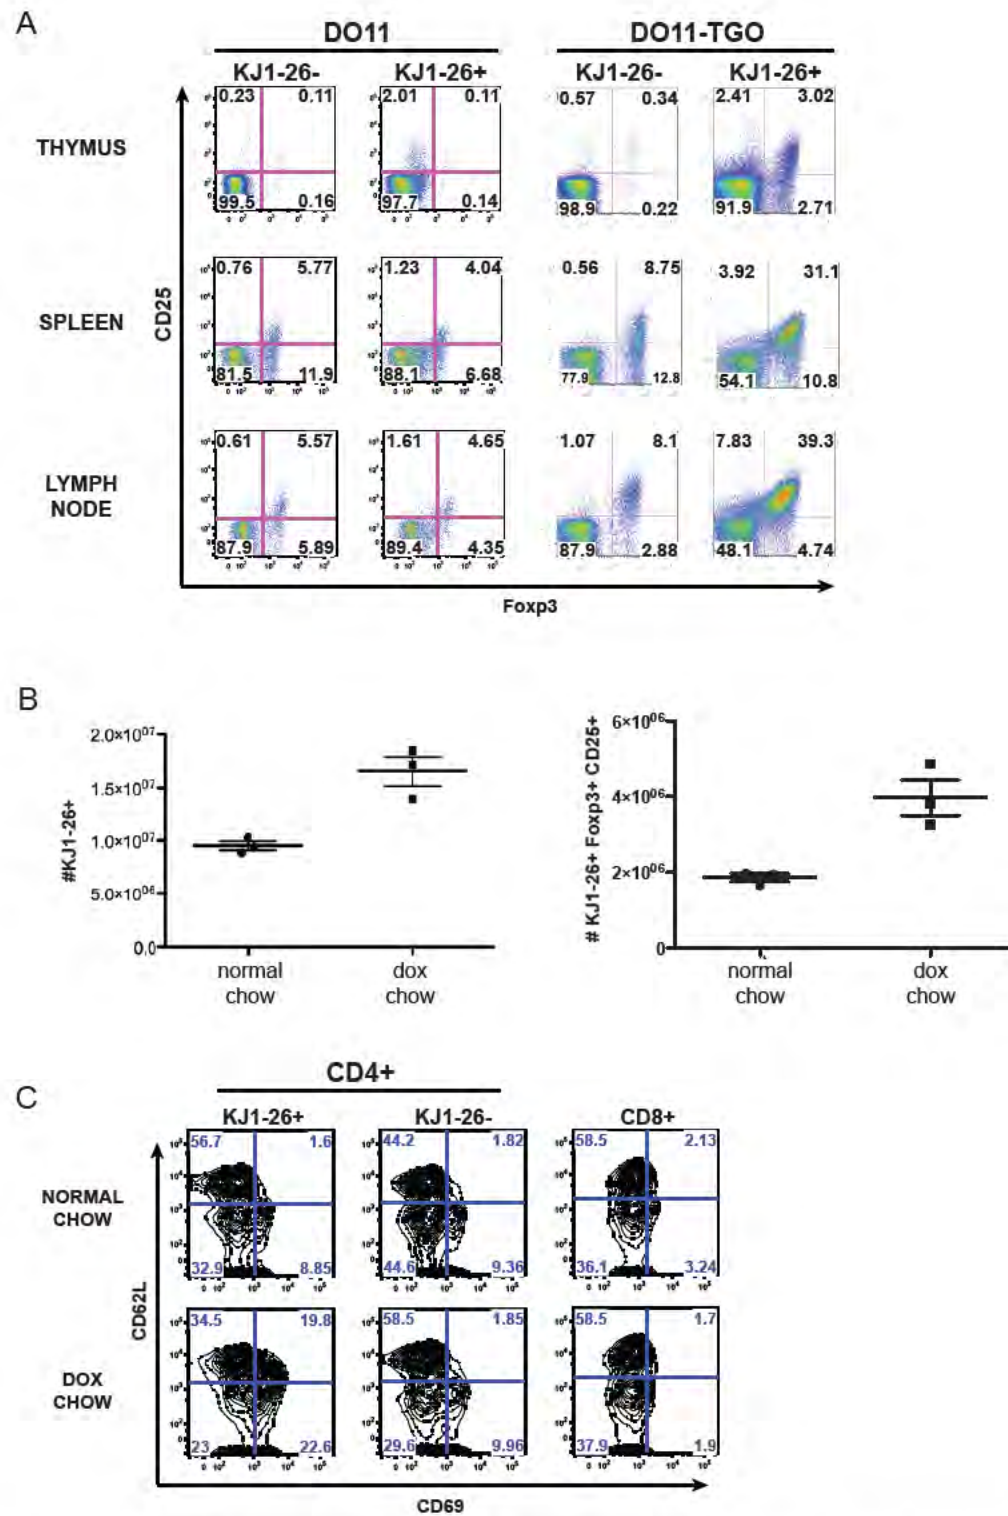 A
DO11 DO11-TGO
KJ1-26- KJ1-26+ KJ1-26- KJ1-26+
THYMUS
0.23 0.11 2.01 0.11 0.57 0.34 2.41 3.02
99.5 0.16 97.7 0.14 98.9 0.22 91.9 2.71
SPLEEN
0.76 5.77 1.23 4.04 0.56 8.75 3.92 31.1
81.5 11.9 88.1 6.68 77.9 12.8 54.1 10.8
LYMPH
NODE
0.61 5.57 1.61 4.65 1.07 8.1 7.83 39.3
87.9 5.89 89.4 4.35 87.9 2.88 48.1 4.74
CD25
Foxp3
B
#KJ1-26+
2.0×10⁰⁷
1.5×10⁰⁷
1.0×10⁰⁷
5.0×10⁰⁶
0.0
normal
chow
dox
chow
# KJ1-26+ Foxp3+ CD25+
6×10⁰⁶
4×10⁰⁶
2×10⁰⁶
0
normal
chow
dox
chow
C
CD4+
KJ1-26+ KJ1-26- CD8+
NORMAL
CHOW
56.7 1.6 44.2 1.82 58.5 2.13
32.9 8.85 44.6 9.36 36.1 3.24
DOX
CHOW
34.5 19.8 58.5 1.85 58.5 1.7
23 22.6 29.6 9.96 37.9 1.9
CD62L
CD69